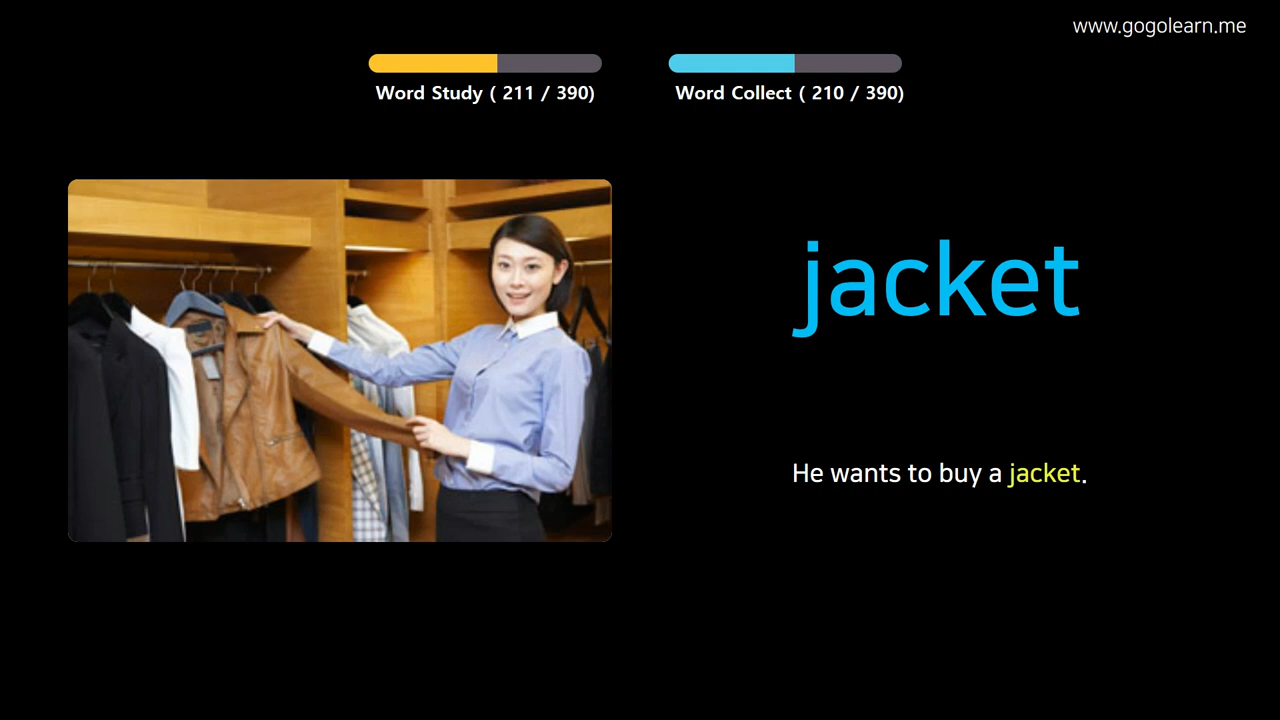 www.gogolearn.me
Word Study ( 211 / 390)
Word Collect ( 210 / 390)
jacket
He wants to buy a jacket.